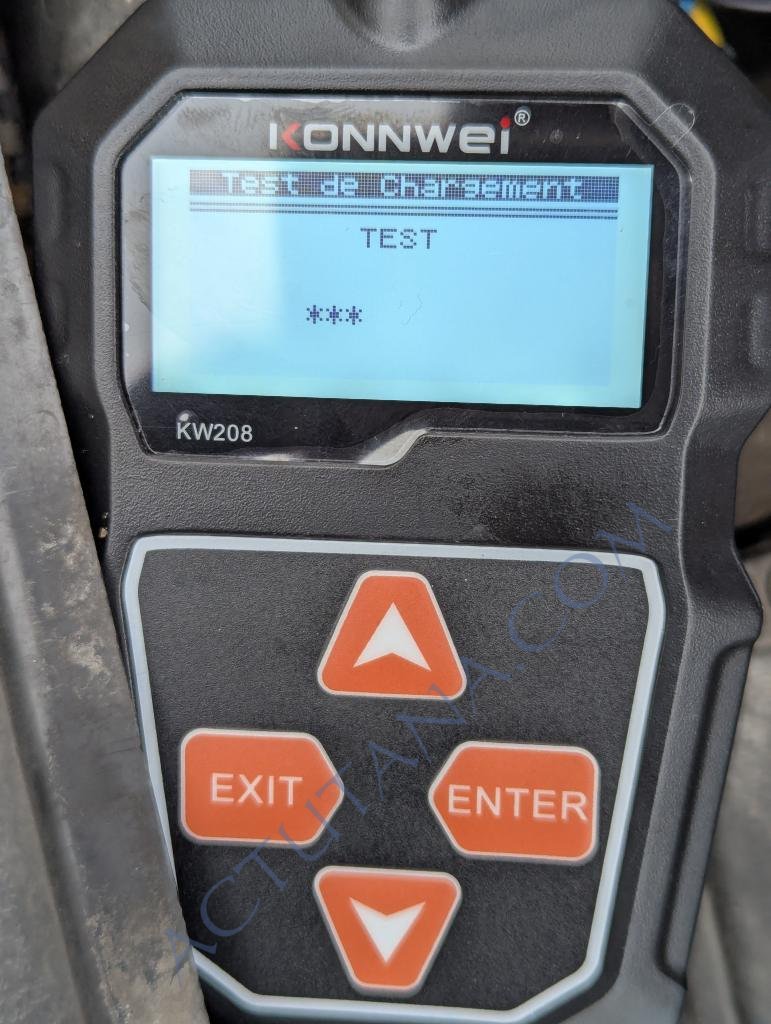 KONNWEI®
Test de Chargement
TEST
***
KW208
EXIT
ENTER
ACTUTANA.COM